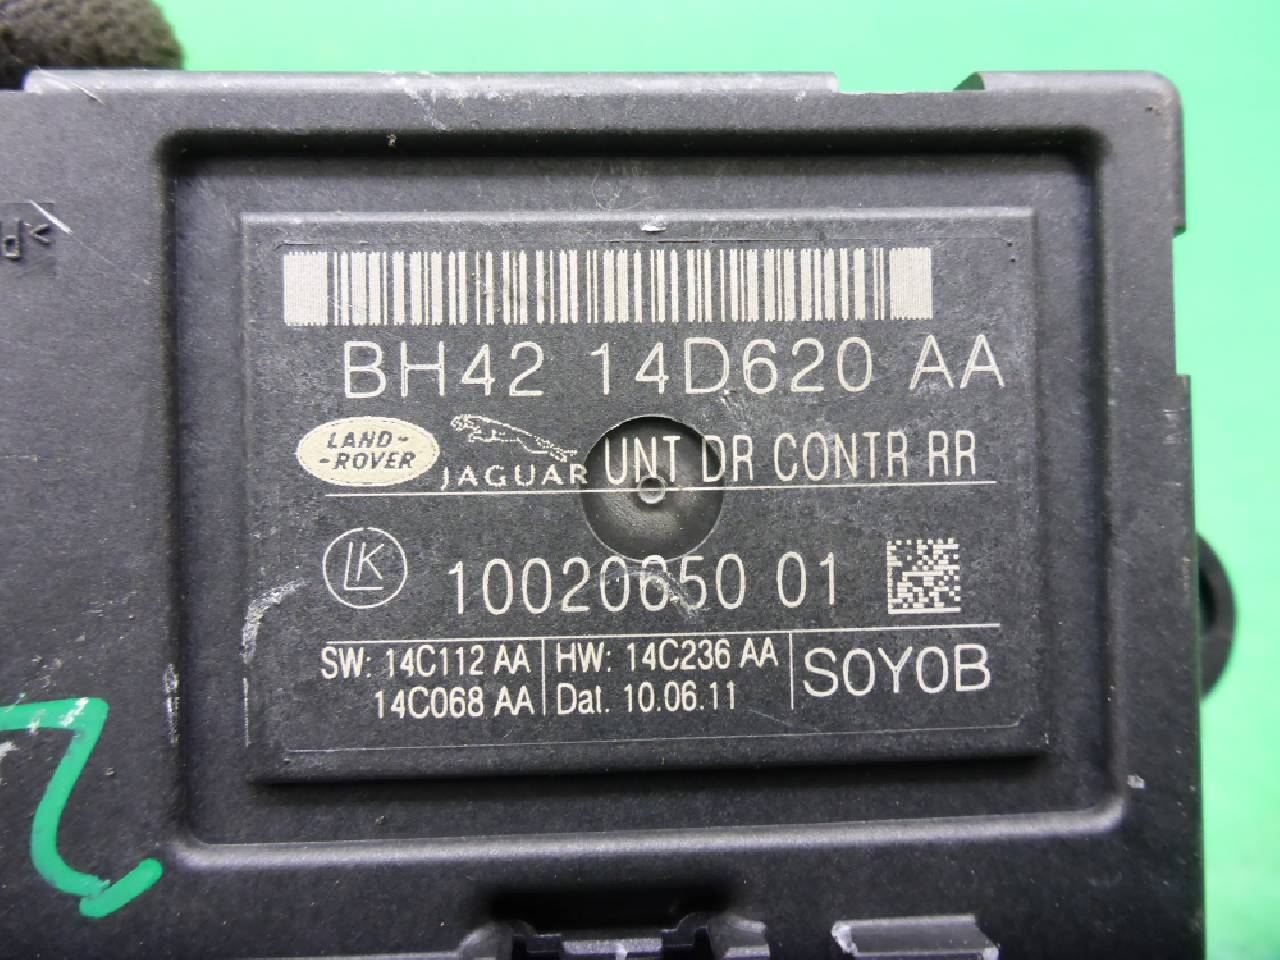 BH42 14D620 AA
LAND-
-ROVER
JAGUAR UNT DR CONTR RR
LK
10020650 01
SW: 14C112 AA
14C068 AA
HW: 14C236 AA
Dat. 10.06.11
S0Y0B
>P